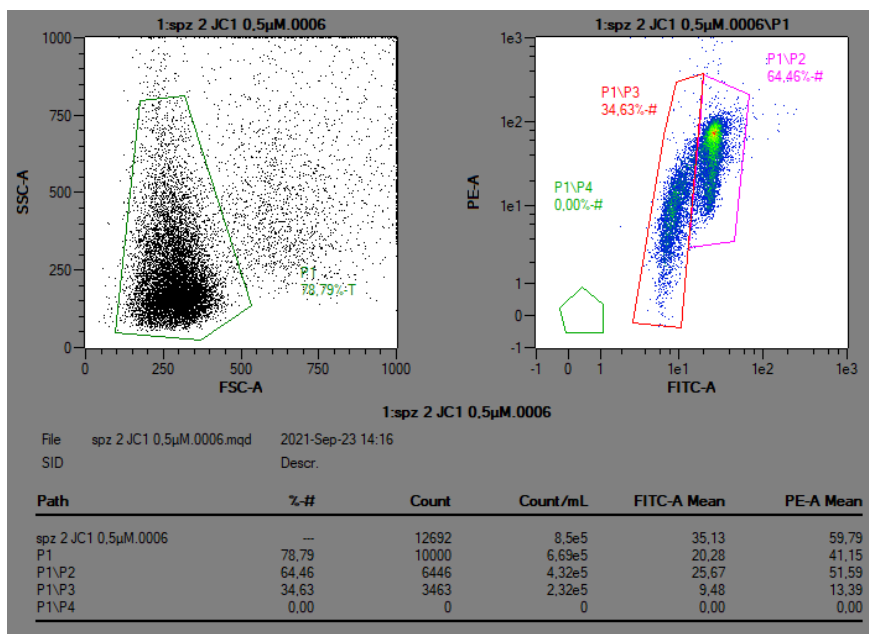 1:spz 2 JC1 0,5µM.0006
1000
750
500
250
0
SSC-A
P1
78,79%-T
0 250 500 750 1000
FSC-A
1:spz 2 JC1 0,5µM.0006\P1
1e3
1e2
1e1
1
0
-1
PE-A
P1\P2
64,46%-#
P1\P3
34,63%-#
P1\P4
0,00%-#
-1 0 1 1e1 1e2 1e3
FITC-A
1:spz 2 JC1 0,5µM.0006
File spz 2 JC1 0,5µM.0006.mqd 2021-Sep-23 14:16
SID Descr.
Path %-# Count Count/mL FITC-A Mean PE-A Mean
spz 2 JC1 0,5µM.0006 --- 12692 8,5e5 35,13 59,79
P1 78,79 10000 6,69e5 20,28 41,15
P1\P2 64,46 6446 4,32e5 25,67 51,59
P1\P3 34,63 3463 2,32e5 9,48 13,39
P1\P4 0,00 0 0 0,00 0,00